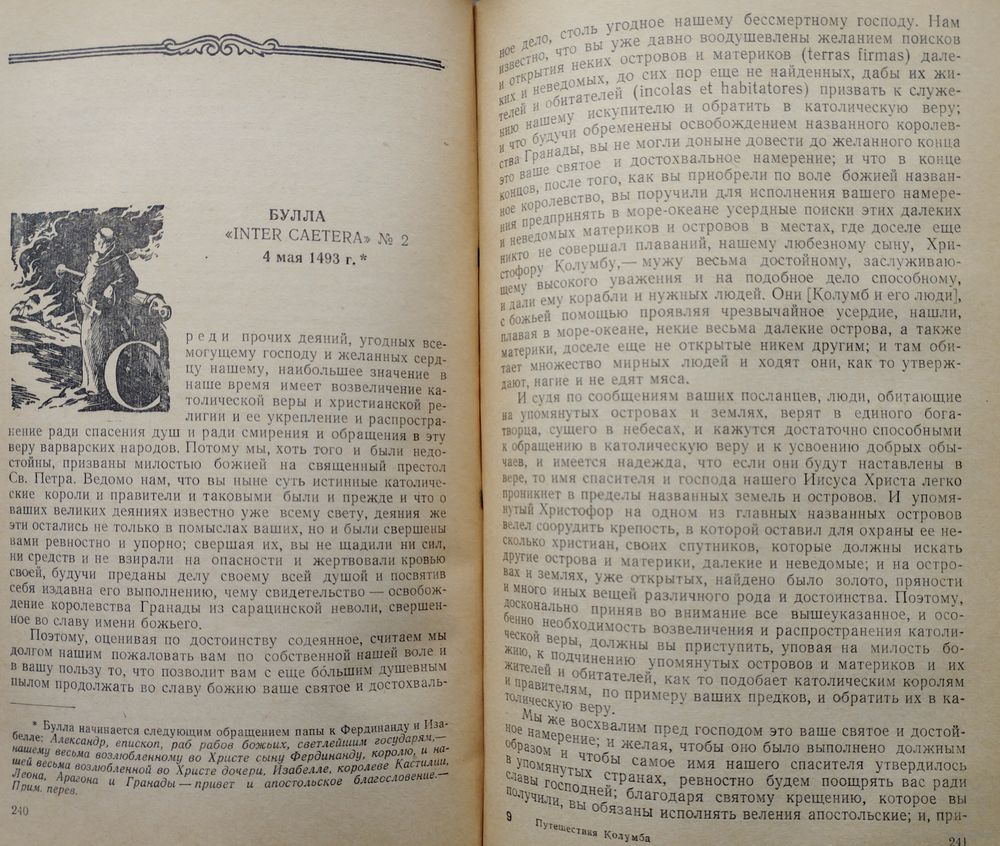 БУЛЛА
«INTER CAETERA» № 2
4 мая 1493 г.*
Среди прочих деяний, угодных все-
могущему господу и желанных серд-
цу нашему, наибольшее значение в
наше время имеет возвеличение ка-
толической веры и христианской ре-
лигии и ее укрепление и распростра-
нение ради спасения душ и ради смирения и обращения в эту
веру варварских народов. Потому мы, хоть того и были недо-
стойны, призваны милостью божией на священный престол
Св. Петра. Ведомо нам, что вы ныне суть истинные католиче-
ские короли и правители и таковыми были и прежде и что о
ваших великих деяниях известно уже всему свету, деяния же
эти остались не только в помыслах ваших, но и были свершены
вами ревностно и упорно; свершая их, вы не щадили ни сил,
ни средств и не взирали на опасности и жертвовали кровью
своей, будучи преданы делу своему всей душой и посвятив
себя издавна его выполнению, чему свидетельство — освобож-
дение королевства Гранады из сарацинской неволи, свершен-
ное во славу имени божьего.
Поэтому, оценивая по достоинству содеянное, считаем мы
долгом нашим пожаловать вам по собственной нашей воле и
в вашу пользу то, что позволит вам с еще бо́льшим душевным
пылом продолжать во славу божию ваше святое и достохваль-
* Булла начинается следующим обращением папы к Фердинанду и Иза-
белле: Александр, епископ, раб рабов божьих, светлейшим государям,—
нашему весьма возлюбленному во Христе сыну Фердинанду, королю, и на-
шей весьма возлюбленной во Христе дочери, Изабелле, королеве Кастилии,
Леона, Арагона и Гранады — привет и апостольское благословение.—
Прим. перев.
240
ное дело, столь угодное нашему бессмертному господу. Нам
известно, что вы уже давно воодушевлены желанием поисков
и открытия неких островов и материков (terras firmas) дале-
ких и неведомых, до сих пор еще не найденных, дабы их жи-
телей и обитателей (incolas et habitatores) призвать к служе-
нию нашему искупителю и обратить в католическую веру;
и что будучи обременены освобождением названного королев-
ства Гранады, вы не могли доныне довести до желанного конца
это ваше святое и достохвальное намерение; и что в конце
концов, после того, как вы приобрели по воле божией назван-
ное королевство, вы поручили для исполнения вашего намере-
ния предпринять в море-океане усердные поиски этих далеких
и неведомых материков и островов в местах, где доселе еще
никто не совершал плаваний, нашему любезному сыну, Хри-
стофору Колумбу,— мужу весьма достойному, заслуживаю-
щему высокого уважения и на подобное дело способному,
и дали ему корабли и нужных людей. Они [Колумб и его люди],
с божьей помощью проявляя чрезвычайное усердие, нашли,
плавая в море-океане, некие весьма далекие острова, а также
материки, доселе еще не открытые никем другим; и там оби-
тает множество мирных людей и ходят они, как то утверж-
дают, нагие и не едят мяса.
И судя по сообщениям ваших посланцев, люди, обитающие
на упомянутых островах и землях, верят в единого бога-
творца, сущего в небесах, и кажутся достаточно способными
к обращению в католическую веру и к усвоению добрых обы-
чаев, и имеется надежда, что если они будут наставлены в
вере, то имя спасителя и господа нашего Иисуса Христа легко
проникнет в пределы названных земель и островов. И упомя-
нутый Христофор на одном из главных названных островов
велел соорудить крепость, в которой оставил для охраны ее не-
сколько христиан, своих спутников, которые должны искать
другие острова и материки, далекие и неведомые; и на остро-
вах и землях, уже открытых, найдено было золото, пряности
и много иных вещей различного рода и достоинства. Поэтому,
досконально приняв во внимание все вышеуказанное, и осо-
бенно необходимость возвеличения и распространения католи-
ческой веры, должны вы приступить, уповая на милость бо-
жию, к подчинению упомянутых островов и материков и их
жителей и обитателей, как то подобает католическим королям
и правителям, по примеру ваших предков, и обратить их в ка-
толическую веру.
Мы же восхвалим пред господом это ваше святое и достой-
ное намерение; и желая, чтобы оно было выполнено должным
образом и чтобы самое имя нашего спасителя утвердилось
в упомянутых странах, ревностно будем поощрять вас ради
славы господней; благодаря святому крещению, которое вы
получили, вы обязаны исполнять веления апостольские; и, при-
9 Путешествия Колумба
241